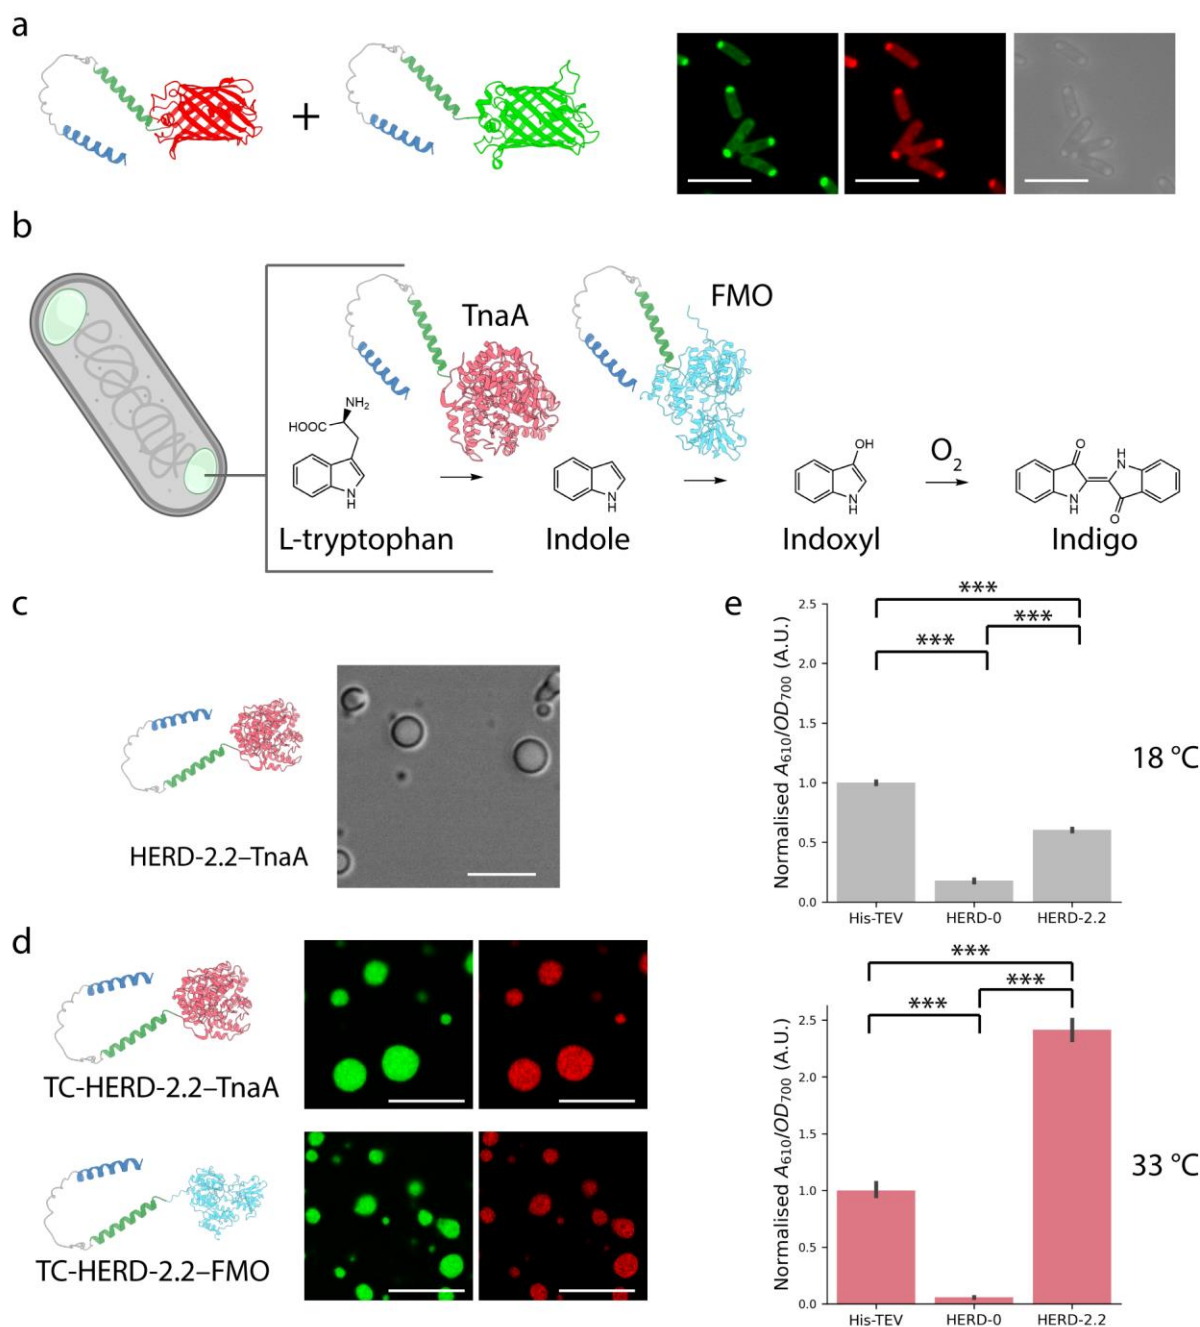 a
+
b
TnaA
FMO
NH₂
HOOC
N
H
N
H
OH
N
H
O₂
O
H
N
N
H
O
L-tryptophan
Indole
Indoxyl
Indigo
c
HERD-2.2–TnaA
d
TC-HERD-2.2–TnaA
TC-HERD-2.2–FMO
e
***
***
***
Normalised A₆₁₀/OD₇₀₀ (A.U.)
2.5
2.0
1.5
1.0
0.5
0.0
His-TEV HERD-0 HERD-2.2
18 °C
***
***
***
Normalised A₆₁₀/OD₇₀₀ (A.U.)
2.5
2.0
1.5
1.0
0.5
0.0
His-TEV HERD-0 HERD-2.2
33 °C